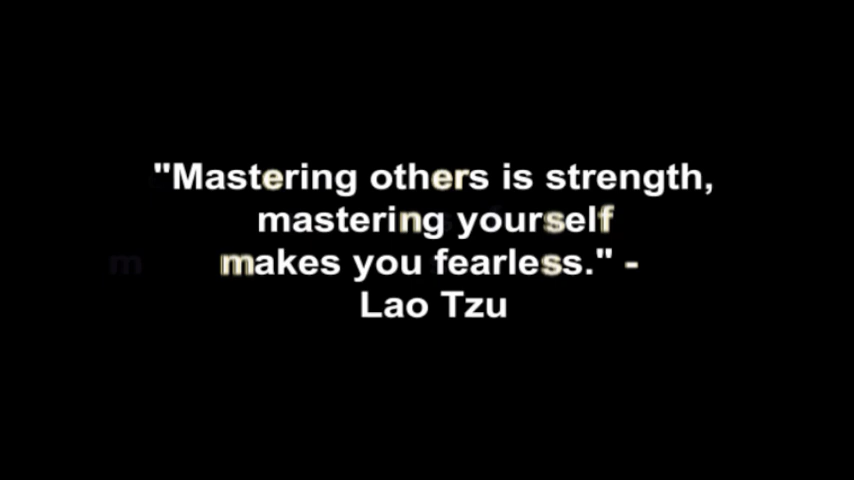 "Mastering others is strength,
mastering yourself
makes you fearless." -
Lao Tzu